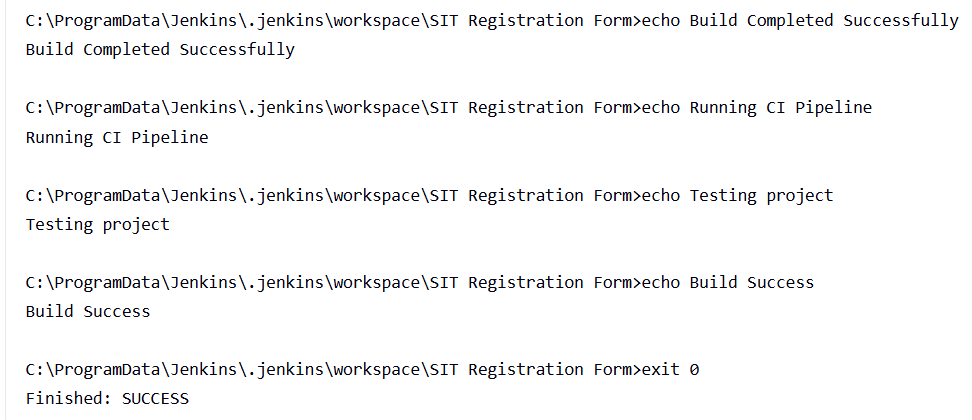 C:\ProgramData\Jenkins\.jenkins\workspace\SIT Registration Form>echo Build Completed Successfully
Build Completed Successfully
C:\ProgramData\Jenkins\.jenkins\workspace\SIT Registration Form>echo Running CI Pipeline
Running CI Pipeline
C:\ProgramData\Jenkins\.jenkins\workspace\SIT Registration Form>echo Testing project
Testing project
C:\ProgramData\Jenkins\.jenkins\workspace\SIT Registration Form>echo Build Success
Build Success
C:\ProgramData\Jenkins\.jenkins\workspace\SIT Registration Form>exit 0
Finished: SUCCESS